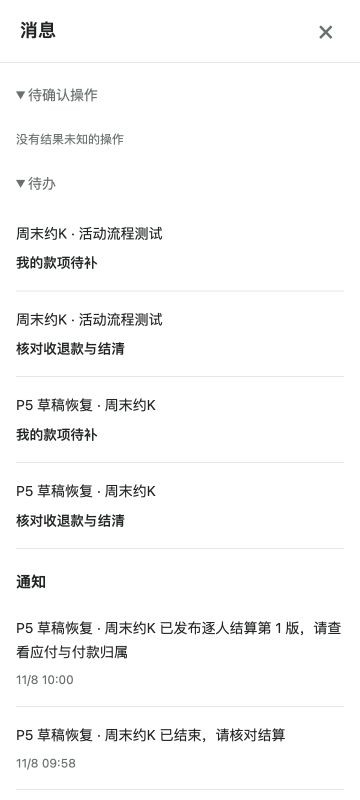 消息
▼ 待确认操作
没有结果未知的操作
▼ 待办
周末约K · 活动流程测试
我的款项待补
周末约K · 活动流程测试
核对收退款与结清
P5 草稿恢复 · 周末约K
我的款项待补
P5 草稿恢复 · 周末约K
核对收退款与结清
通知
P5 草稿恢复 · 周末约K 已发布逐人结算第 1 版，请查
看应付与付款归属
11/8 10:00
P5 草稿恢复 · 周末约K 已结束，请核对结算
11/8 09:58